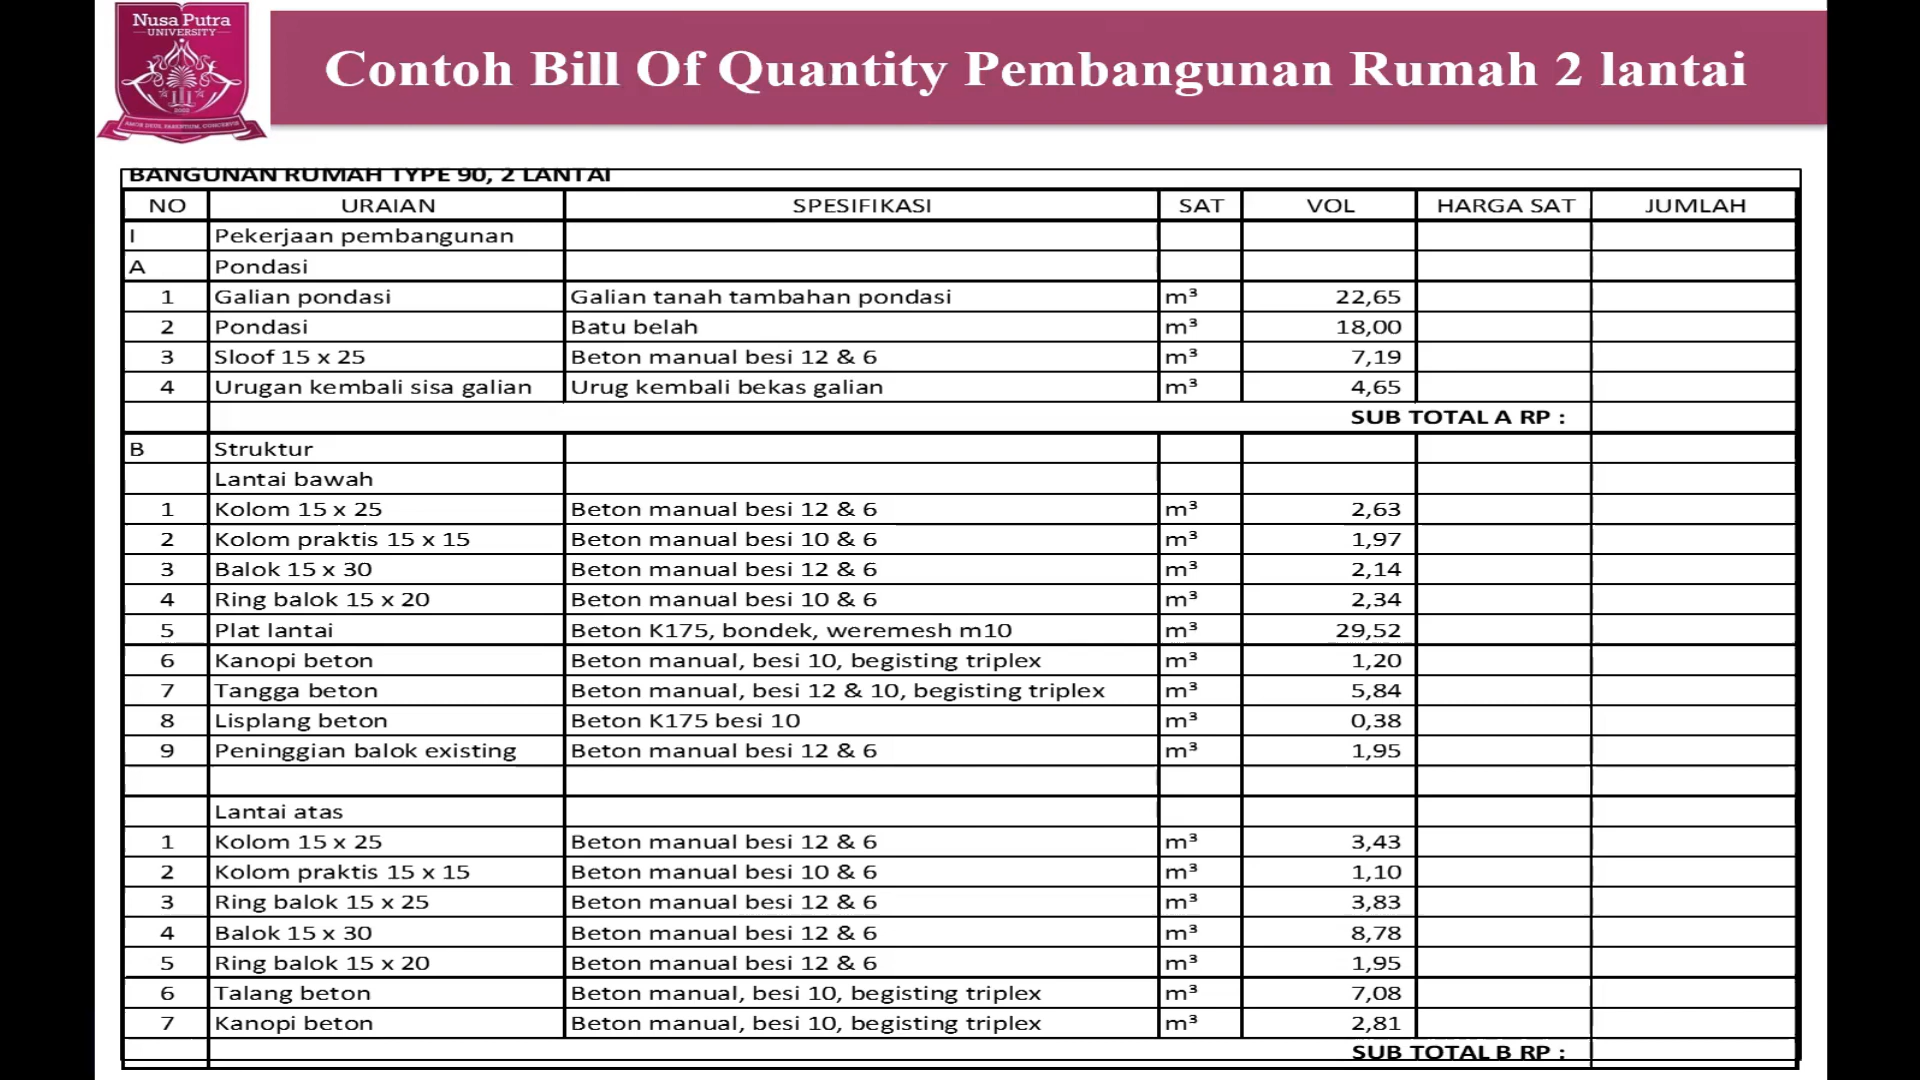 Nusa Putra
UNIVERSITY
AMOR DEUS, PARENTIUM, CONCERVIS
Contoh Bill Of Quantity Pembangunan Rumah 2 lantai
BANGUNAN RUMAH TYPE 90, 2 LANTAI
NO URAIAN SPESIFIKASI SAT VOL HARGA SAT JUMLAH
I Pekerjaan pembangunan
A Pondasi
1 Galian pondasi Galian tanah tambahan pondasi m³ 22,65
2 Pondasi Batu belah m³ 18,00
3 Sloof 15 x 25 Beton manual besi 12 & 6 m³ 7,19
4 Urugan kembali sisa galian Urug kembali bekas galian m³ 4,65
SUB TOTAL A RP :
B Struktur
Lantai bawah
1 Kolom 15 x 25 Beton manual besi 12 & 6 m³ 2,63
2 Kolom praktis 15 x 15 Beton manual besi 10 & 6 m³ 1,97
3 Balok 15 x 30 Beton manual besi 12 & 6 m³ 2,14
4 Ring balok 15 x 20 Beton manual besi 10 & 6 m³ 2,34
5 Plat lantai Beton K175, bondek, weremesh m10 m³ 29,52
6 Kanopi beton Beton manual, besi 10, begisting triplex m³ 1,20
7 Tangga beton Beton manual, besi 12 & 10, begisting triplex m³ 5,84
8 Lisplang beton Beton K175 besi 10 m³ 0,38
9 Peninggian balok existing Beton manual besi 12 & 6 m³ 1,95
Lantai atas
1 Kolom 15 x 25 Beton manual besi 12 & 6 m³ 3,43
2 Kolom praktis 15 x 15 Beton manual besi 10 & 6 m³ 1,10
3 Ring balok 15 x 25 Beton manual besi 12 & 6 m³ 3,83
4 Balok 15 x 30 Beton manual besi 12 & 6 m³ 8,78
5 Ring balok 15 x 20 Beton manual besi 12 & 6 m³ 1,95
6 Talang beton Beton manual, besi 10, begisting triplex m³ 7,08
7 Kanopi beton Beton manual, besi 10, begisting triplex m³ 2,81
SUB TOTAL B RP :